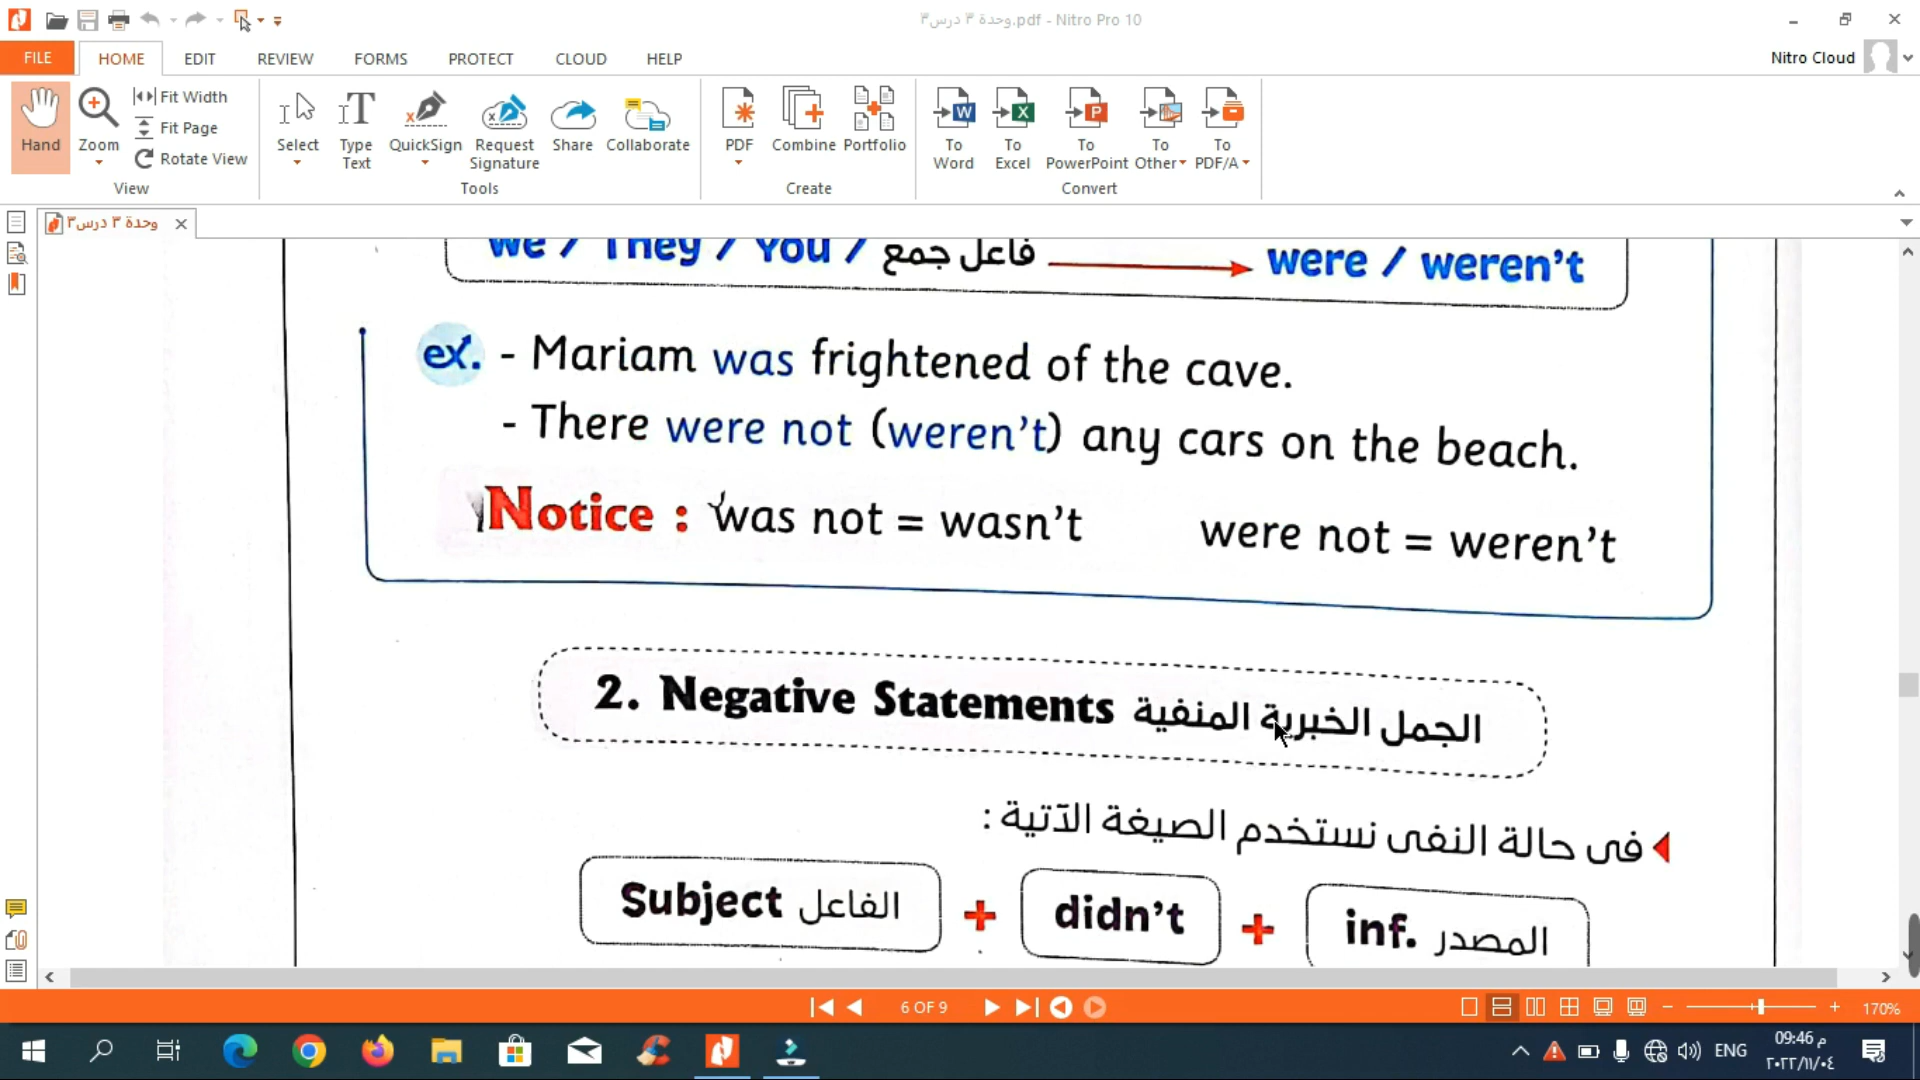 وحدة ٣ درس٣.pdf - Nitro Pro 10
FILE HOME EDIT REVIEW FORMS PROTECT CLOUD HELP Nitro Cloud
Hand Zoom Fit Width Fit Page Rotate View
View
Select Type Text QuickSign Request Signature Share Collaborate
Tools
PDF Combine Portfolio
Create
To Word To Excel To PowerPoint To Other To PDF/A
Convert
وحدة ٣ درس٣
we / They / You / فاعل جمع were / weren't
ex. - Mariam was frightened of the cave.
- There were not (weren't) any cars on the beach.
Notice : was not = wasn't were not = weren't
2. Negative Statements الجمل الخبرية المنفية
فى حالة النفى نستخدم الصيغة الآتية :
Subject الفاعل + didn't + inf. المصدر
6 OF 9
170%
ENG
09:46 م
٢٠٢٢/١١/٠٤